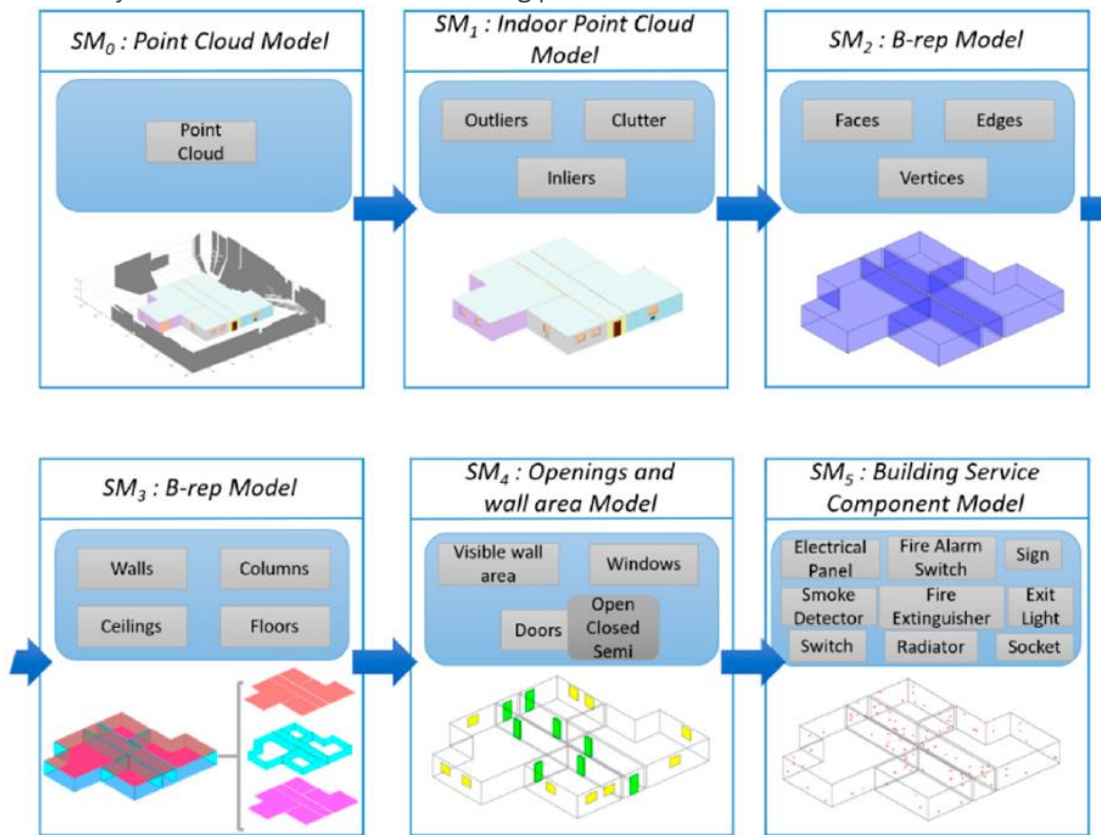 SM0 : Point Cloud Model
Point
Cloud
SM1 : Indoor Point Cloud
Model
Outliers
Clutter
Inliers
SM2 : B-rep Model
Faces
Edges
Vertices
SM3 : B-rep Model
Walls
Columns
Ceilings
Floors
SM4 : Openings and
wall area Model
Visible wall
area
Windows
Doors
Open
Closed
Semi
SM5 : Building Service
Component Model
Electrical
Panel
Fire Alarm
Switch
Sign
Smoke
Detector
Fire
Extinguisher
Exit
Light
Switch
Radiator
Socket